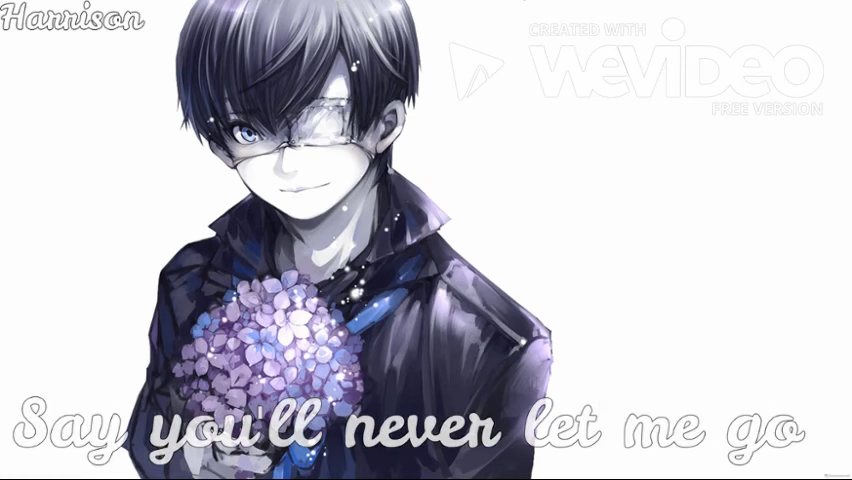 Harrison
CREATED WITH
WeVideo
FREE VERSION
Say you'll never let me go